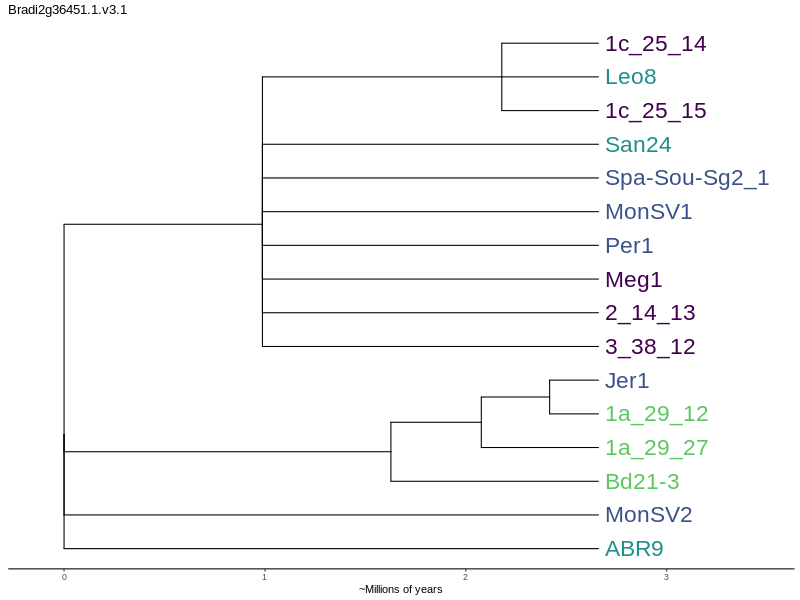 Bradi2g36451.1.v3.1
1c_25_14
Leo8
1c_25_15
San24
Spa-Sou-Sg2_1
MonSV1
Per1
Meg1
2_14_13
3_38_12
Jer1
1a_29_12
1a_29_27
Bd21-3
MonSV2
ABR9
0 1 2 3
~Millions of years